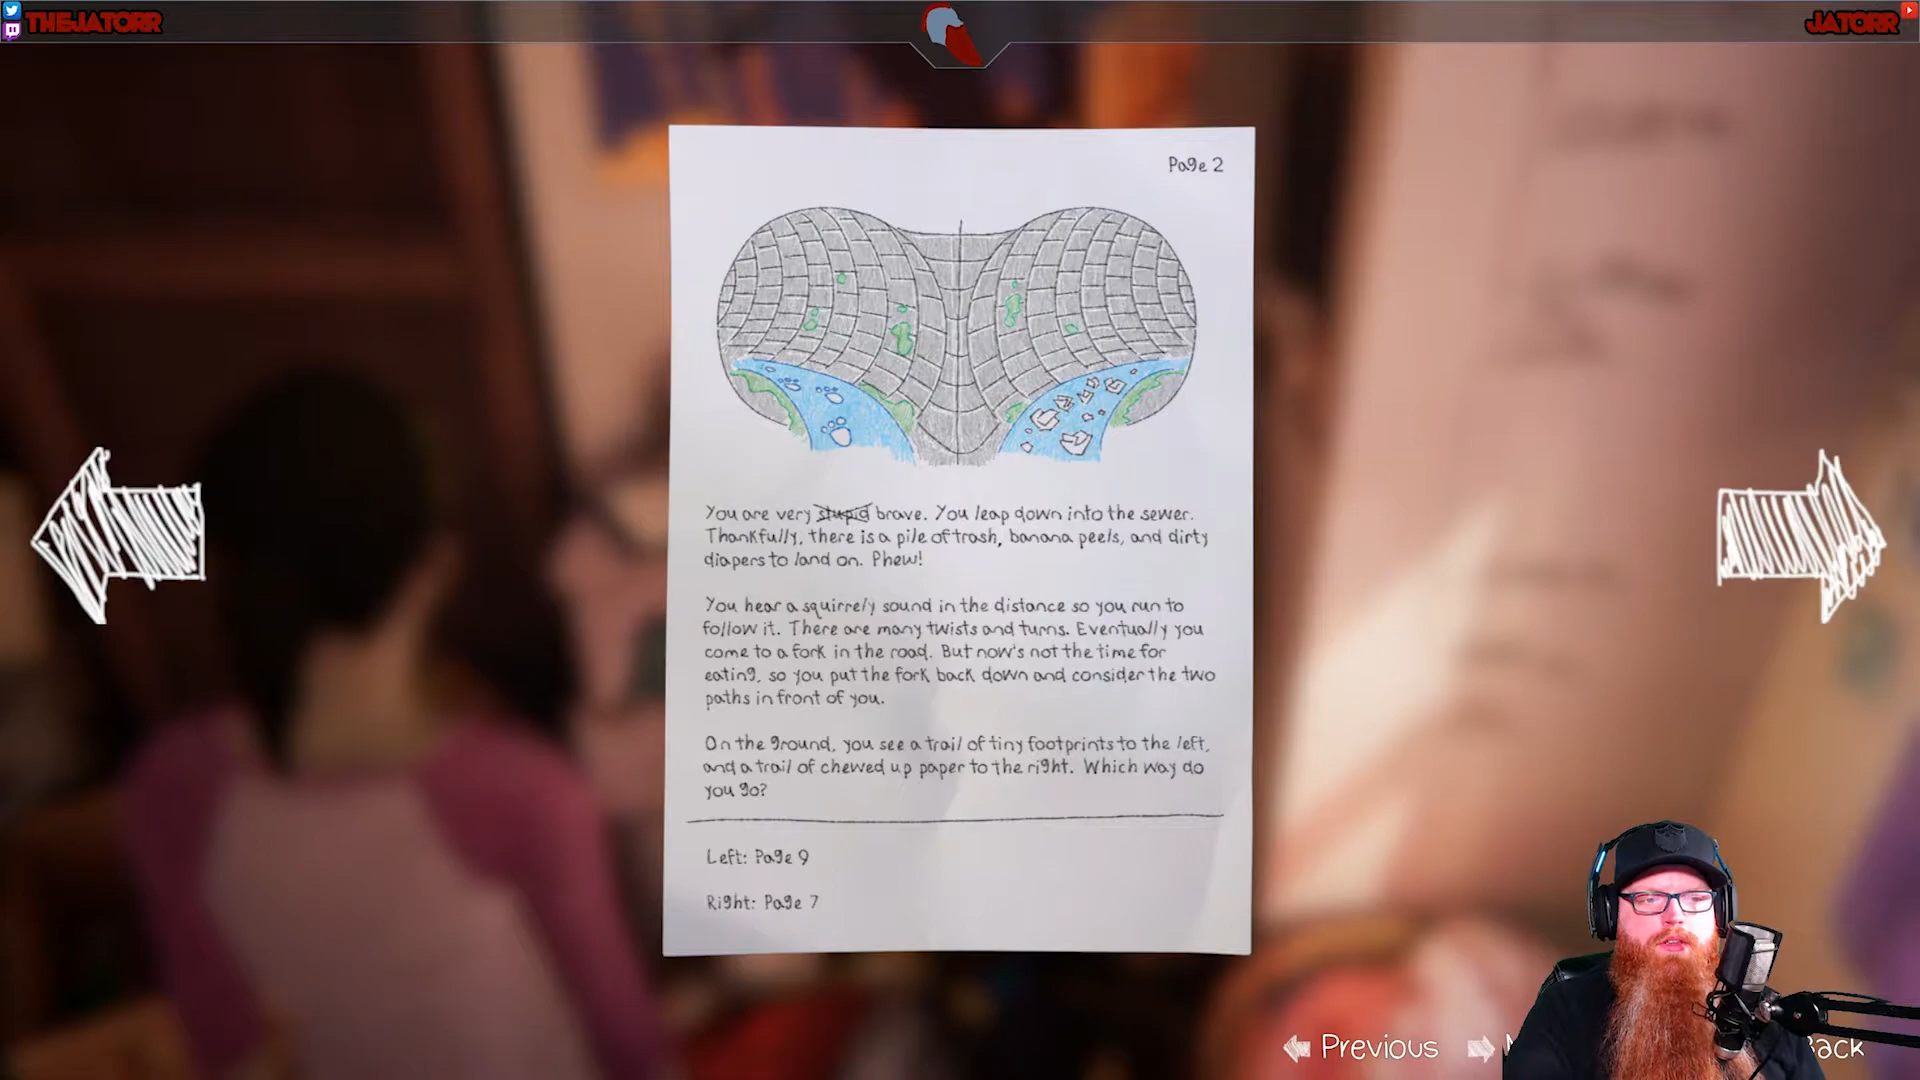 THEJATORR
JATORR
Page 2
You are very stupid brave. You leap down into the sewer.
Thankfully, there is a pile of trash, banana peels, and dirty
diapers to land on. Phew!
You hear a squirrely sound in the distance so you run to
follow it. There are many twists and turns. Eventually you
come to a fork in the road. But now's not the time for
eating, so you put the fork back down and consider the two
paths in front of you.
On the ground, you see a trail of tiny footprints to the left,
and a trail of chewed up paper to the right. Which way do
you go?
Left: Page 9
Right: Page 7
Previous
Back